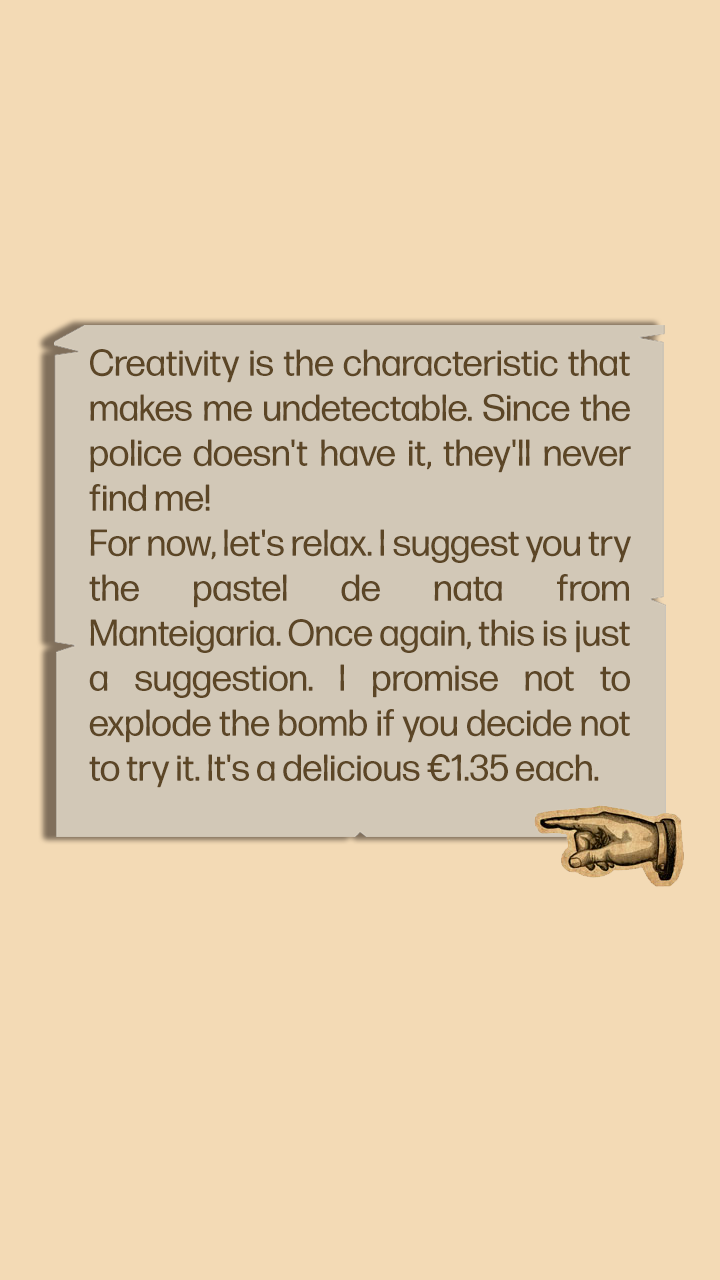 Creativity is the characteristic that
makes me undetectable. Since the
police doesn't have it, they'll never
find me!
For now, let's relax. I suggest you try
the pastel de nata from
Manteigaria. Once again, this is just
a suggestion. I promise not to
explode the bomb if you decide not
to try it. It's a delicious €1.35 each.